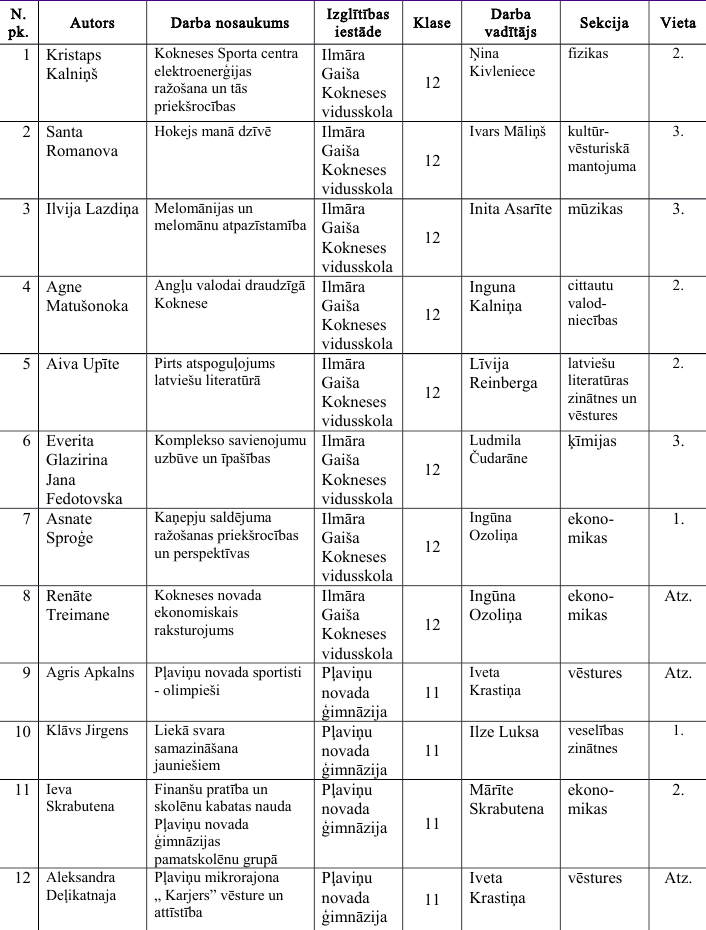 N. pk. Autors Darba nosaukums Izglītības iestāde Klase Darba vadītājs Sekcija Vieta
1 Kristaps Kalniņš Kokneses Sporta centra elektroenerģijas ražošana un tās priekšrocības Ilmāra Gaiša Kokneses vidusskola 12 Ņina Kivleniece fizikas 2.
2 Santa Romanova Hokejs manā dzīvē Ilmāra Gaiša Kokneses vidusskola 12 Ivars Māliņš kultūr-vēsturiskā mantojuma 3.
3 Ilvija Lazdiņa Melomānijas un melomānu atpazīstamība Ilmāra Gaiša Kokneses vidusskola 12 Inita Asarīte mūzikas 3.
4 Agne Matušonoka Angļu valodai draudzīgā Koknese Ilmāra Gaiša Kokneses vidusskola 12 Inguna Kalniņa cittautu valod-niecības 2.
5 Aiva Upīte Pirts atspoguļojums latviešu literatūrā Ilmāra Gaiša Kokneses vidusskola 12 Līvija Reinberga latviešu literatūras zinātnes un vēstures 2.
6 Everita Glazirina Jana Fedotovska Komplekso savienojumu uzbūve un īpašības Ilmāra Gaiša Kokneses vidusskola 12 Ludmila Čudarāne ķīmijas 3.
7 Asnate Sproģe Kaņepju saldējuma ražošanas priekšrocības un perspektīvas Ilmāra Gaiša Kokneses vidusskola 12 Ingūna Ozoliņa ekono-mikas 1.
8 Renāte Treimane Kokneses novada ekonomiskais raksturojums Ilmāra Gaiša Kokneses vidusskola 12 Ingūna Ozoliņa ekono-mikas Atz.
9 Agris Apkalns Pļaviņu novada sportisti - olimpieši Pļaviņu novada ģimnāzija 11 Iveta Krastiņa vēstures Atz.
10 Klāvs Jirgens Liekā svara samazināšana jauniešiem Pļaviņu novada ģimnāzija 11 Ilze Luksa veselības zinātnes 1.
11 Ieva Skrabutena Finanšu pratība un skolēnu kabatas nauda Pļaviņu novada ģimnāzijas pamatskolēnu grupā Pļaviņu novada ģimnāzija 11 Mārīte Skrabutena ekono-mikas 2.
12 Aleksandra Deļikatnaja Pļaviņu mikrorajona „ Karjers” vēsture un attīstība Pļaviņu novada ģimnāzija 11 Iveta Krastiņa vēstures Atz.